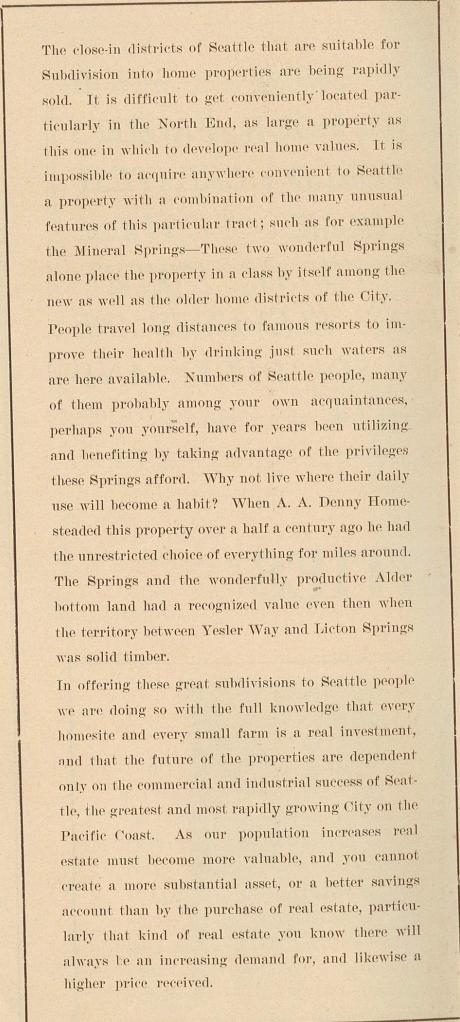 The close-in districts of Seattle that are suitable for
Subdivision into home properties are being rapidly
sold. It is difficult to get conveniently located par-
ticularly in the North End, as large a property as
this one in which to develope real home values. It is
impossible to acquire anywhere convenient to Seattle
a property with a combination of the many unusual
features of this particular tract; such as for example
the Mineral Springs—These two wonderful Springs
alone place the property in a class by itself among the
new as well as the older home districts of the City.
People travel long distances to famous resorts to im-
prove their health by drinking just such waters as
are here available. Numbers of Seattle people, many
of them probably among your own acquaintances,
perhaps you yourself, have for years been utilizing
and benefiting by taking advantage of the privileges
these Springs afford. Why not live where their daily
use will become a habit? When A. A. Denny Home-
steaded this property over a half a century ago he had
the unrestricted choice of everything for miles around.
The Springs and the wonderfully productive Alder
bottom land had a recognized value even then when
the territory between Yesler Way and Licton Springs
was solid timber.
In offering these great subdivisions to Seattle people
we are doing so with the full knowledge that every
homesite and every small farm is a real investment,
and that the future of the properties are dependent
only on the commercial and industrial success of Seat-
tle, the greatest and most rapidly growing City on the
Pacific Coast. As our population increases real
estate must become more valuable, and you cannot
create a more substantial asset, or a better savings
account than by the purchase of real estate, particu-
larly that kind of real estate you know there will
always be an increasing demand for, and likewise a
higher price received.